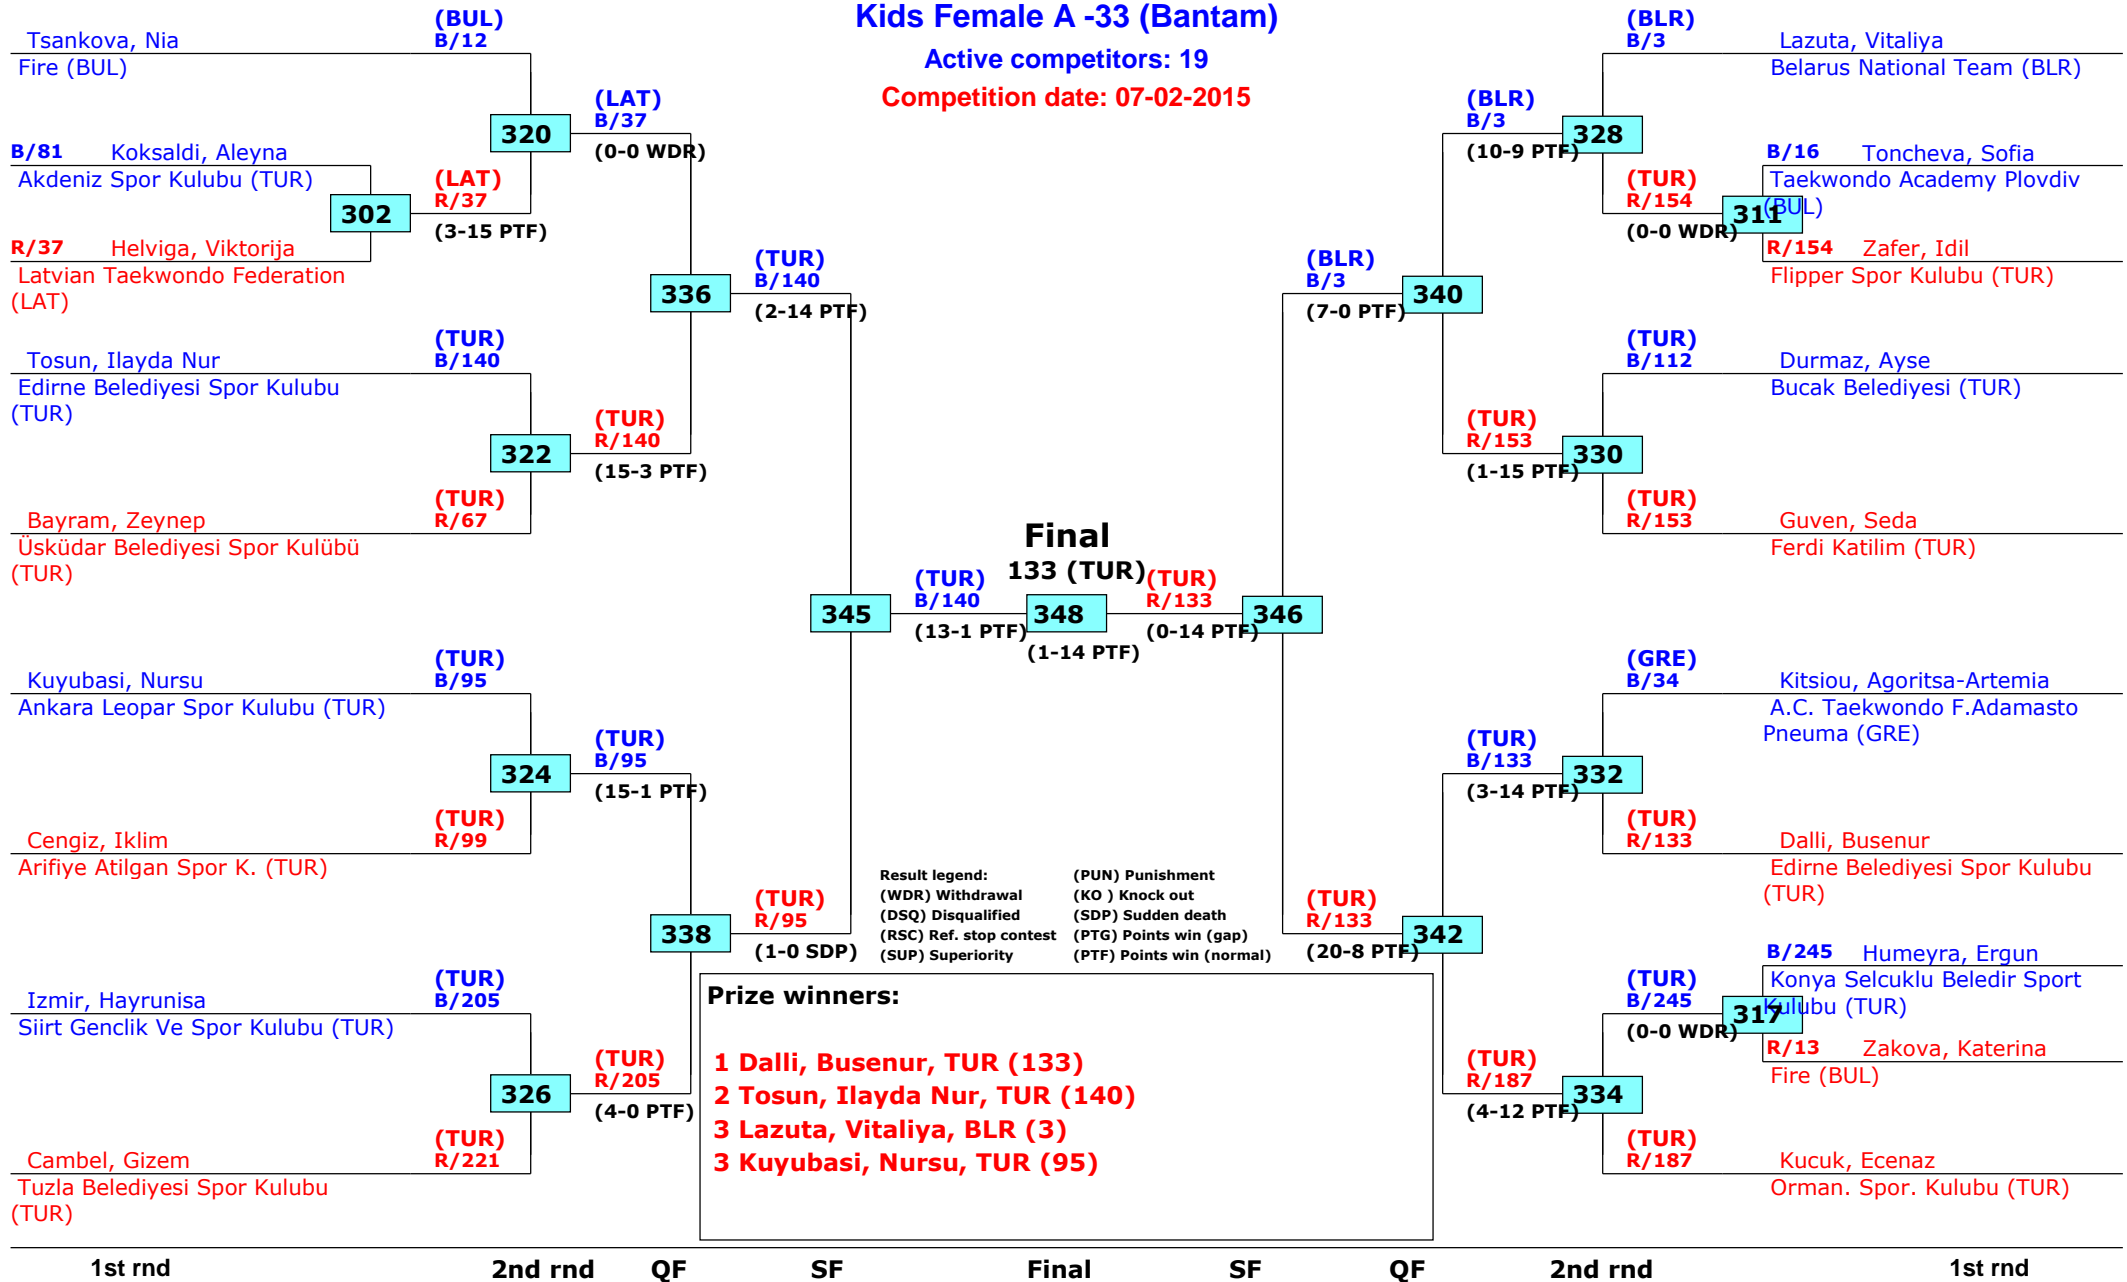 Kids Female A -33 (Bantam)
Active competitors: 19
Competition date: 07-02-2015
(BUL)
B/12
Tsankova, Nia
Fire (BUL)
(LAT)
B/37
320
(0-0 WDR)
B/81 Koksaldi, Aleyna
Akdeniz Spor Kulubu (TUR)
302
(LAT)
R/37
(3-15 PTF)
R/37 Helviga, Viktorija
Latvian Taekwondo Federation
(LAT)
336
(TUR)
B/140
(2-14 PTF)
(TUR)
B/140
Tosun, Ilayda Nur
Edirne Belediyesi Spor Kulubu
(TUR)
322
(TUR)
R/140
(15-3 PTF)
(TUR)
R/67
Bayram, Zeynep
Üsküdar Belediyesi Spor Kulübü
(TUR)
345
(TUR)
B/140
(13-1 PTF)
(TUR)
B/95
Kuyubasi, Nursu
Ankara Leopar Spor Kulubu (TUR)
324
(TUR)
B/95
(15-1 PTF)
(TUR)
R/99
Cengiz, Iklim
Arifiye Atilgan Spor K. (TUR)
338
(TUR)
R/95
(1-0 SDP)
(TUR)
B/205
Izmir, Hayrunisa
Siirt Genclik Ve Spor Kulubu (TUR)
326
(TUR)
R/205
(4-0 PTF)
(TUR)
R/221
Cambel, Gizem
Tuzla Belediyesi Spor Kulubu
(TUR)
Final
133 (TUR)
348
(1-14 PTF)
(TUR)
R/133
346
(0-14 PTF)
(BLR)
B/3
Lazuta, Vitaliya
Belarus National Team (BLR)
(BLR)
B/3
328
(10-9 PTF)
B/16 Toncheva, Sofia
Taekwondo Academy Plovdiv
(BUL)
311
(TUR)
R/154
(0-0 WDR)
R/154 Zafer, Idil
Flipper Spor Kulubu (TUR)
(BLR)
B/3
340
(7-0 PTF)
(TUR)
B/112
Durmaz, Ayse
Bucak Belediyesi (TUR)
(TUR)
R/153
330
(1-15 PTF)
(TUR)
R/153
Guven, Seda
Ferdi Katilim (TUR)
(GRE)
B/34
Kitsiou, Agoritsa-Artemia
A.C. Taekwondo F.Adamasto
Pneuma (GRE)
(TUR)
B/133
332
(3-14 PTF)
(TUR)
R/133
Dalli, Busenur
Edirne Belediyesi Spor Kulubu
(TUR)
(TUR)
R/133
342
(20-8 PTF)
B/245 Humeyra, Ergun
Konya Selcuklu Beledir Sport
Kulubu (TUR)
317
(TUR)
B/245
(0-0 WDR)
R/13 Zakova, Katerina
Fire (BUL)
(TUR)
R/187
334
(4-12 PTF)
(TUR)
R/187
Kucuk, Ecenaz
Orman. Spor. Kulubu (TUR)
Result legend:
(WDR) Withdrawal
(DSQ) Disqualified
(RSC) Ref. stop contest
(SUP) Superiority
(PUN) Punishment
(KO ) Knock out
(SDP) Sudden death
(PTG) Points win (gap)
(PTF) Points win (normal)
Prize winners:
1 Dalli, Busenur, TUR (133)
2 Tosun, Ilayda Nur, TUR (140)
3 Lazuta, Vitaliya, BLR (3)
3 Kuyubasi, Nursu, TUR (95)
1st rnd 2nd rnd QF SF Final SF QF 2nd rnd 1st rnd